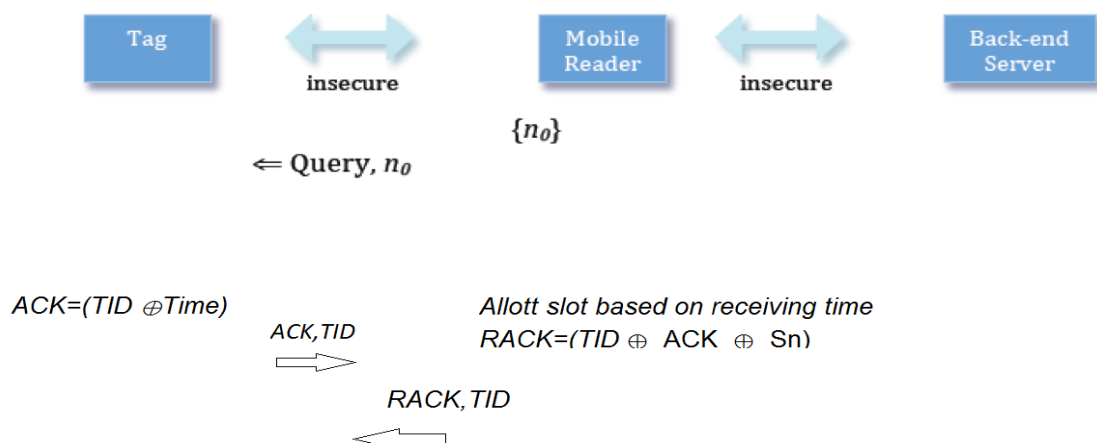 Tag
insecure
Mobile
Reader
insecure
Back-end
Server
{n₀}
⇐ Query, n₀
ACK=(TID ⊕Time)
ACK,TID
Allott slot based on receiving time
RACK=(TID ⊕ ACK ⊕ Sn)
RACK,TID